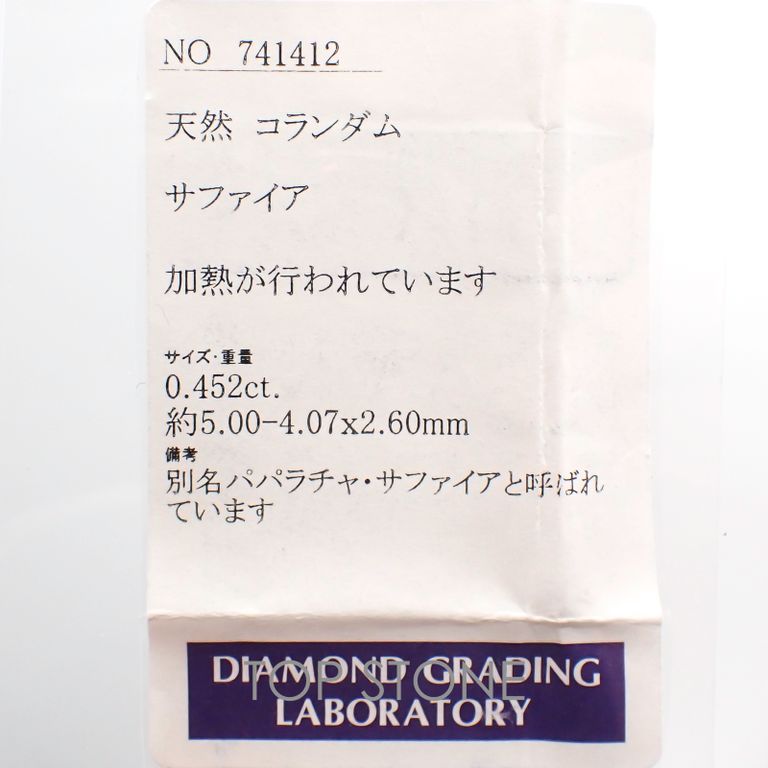 NO 741412
天然 コランダム
サファイア
加熱が行われています
サイズ・重量
0.452ct.
約5.00-4.07x2.60mm
備考
別名パパラチャ・サファイアと呼ばれ
ています
DIAMOND GRADING
TOP STONE
LABORATORY